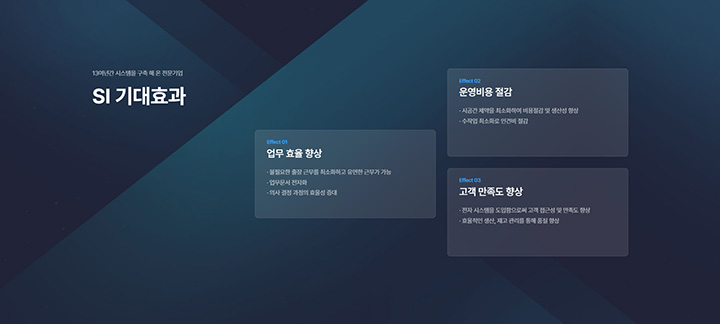 13여년간 시스템을 구축 해 온 전문기업
SI 기대효과
Effect 01
업무 효율 향상
· 불필요한 출장 근무를 최소화하고 유연한 근무가 가능
· 업무문서 전자화
· 의사 결정 과정의 효율성 증대
Effect 02
운영비용 절감
· 시공간 제약을 최소화하여 비용절감 및 생산성 향상
· 수작업 최소화로 인건비 절감
Effect 03
고객 만족도 향상
· 전자 시스템을 도입함으로써 고객 접근성 및 만족도 향상
· 효율적인 생산, 재고 관리를 통해 품질 향상